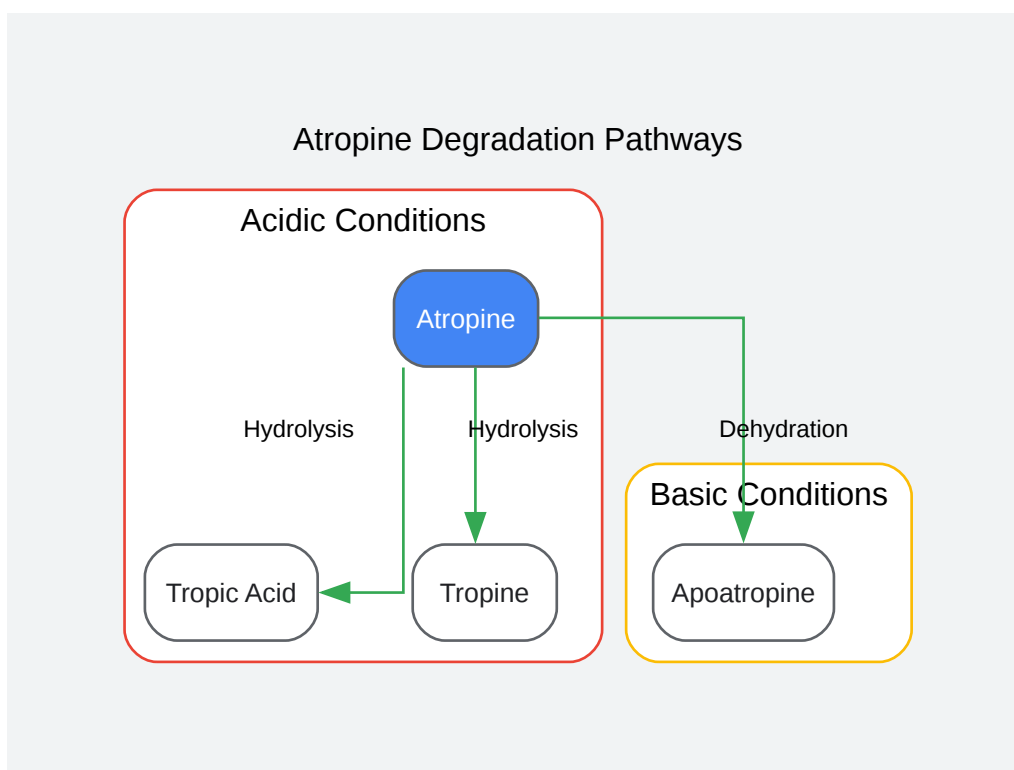 Atropine Degradation Pathways
Acidic Conditions
Atropine
Hydrolysis
Hydrolysis
Dehydration
Basic Conditions
Tropic Acid
Tropine
Apoatropine